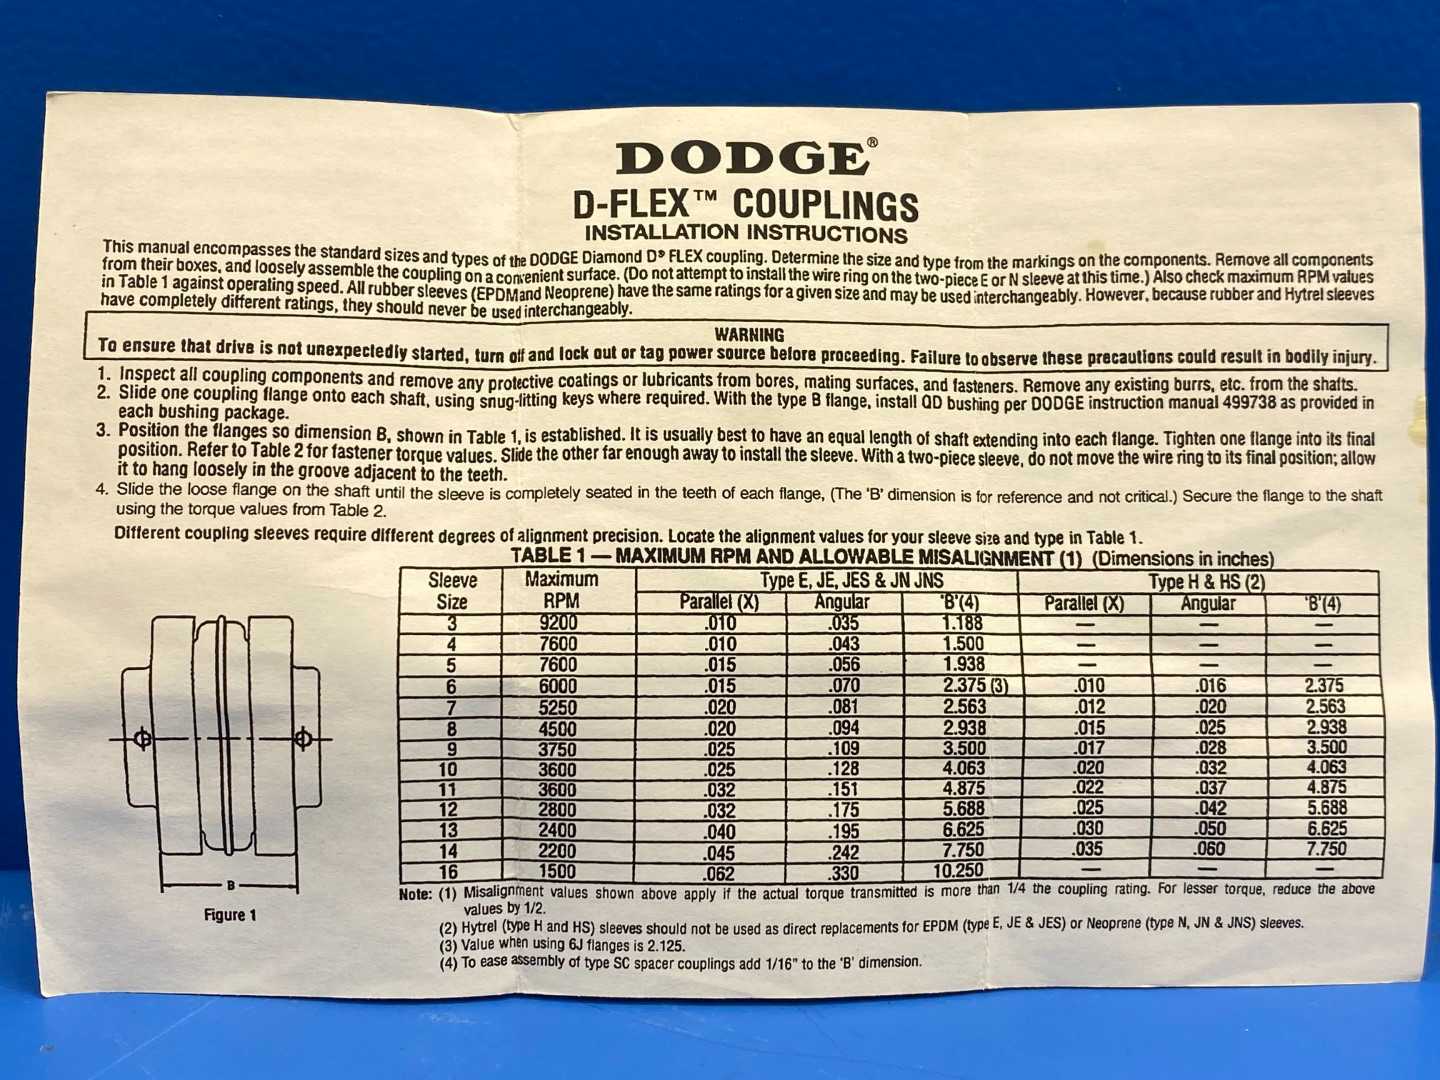 DODGE®
D-FLEX™ COUPLINGS
INSTALLATION INSTRUCTIONS
This manual encompasses the standard sizes and types of the DODGE Diamond D® FLEX coupling. Determine the size and type from the markings on the components. Remove all components
from their boxes, and loosely assemble the coupling on a convenient surface. (Do not attempt to install the wire ring on the two-piece E or N sleeve at this time.) Also check maximum RPM values
in Table 1 against operating speed. All rubber sleeves (EPDM and Neoprene) have the same ratings for a given size and may be used interchangeably. However, because rubber and Hytrel sleeves
have completely different ratings, they should never be used interchangeably.
WARNING
To ensure that drive is not unexpectedly started, turn off and lock out or tag power source before proceeding. Failure to observe these precautions could result in bodily injury.
1. Inspect all coupling components and remove any protective coatings or lubricants from bores, mating surfaces, and fasteners. Remove any existing burrs, etc. from the shafts.
2. Slide one coupling flange onto each shaft, using snug-fitting keys where required. With the type B flange, install QD bushing per DODGE instruction manual 499738 as provided in
each bushing package.
3. Position the flanges so dimension B, shown in Table 1, is established. It is usually best to have an equal length of shaft extending into each flange. Tighten one flange into its final
position. Refer to Table 2 for fastener torque values. Slide the other far enough away to install the sleeve. With a two-piece sleeve, do not move the wire ring to its final position; allow
it to hang loosely in the groove adjacent to the teeth.
4. Slide the loose flange on the shaft until the sleeve is completely seated in the teeth of each flange, (The 'B' dimension is for reference and not critical.) Secure the flange to the shaft
using the torque values from Table 2.
Different coupling sleeves require different degrees of alignment precision. Locate the alignment values for your sleeve size and type in Table 1.
TABLE 1 — MAXIMUM RPM AND ALLOWABLE MISALIGNMENT (1) (Dimensions in inches)
Sleeve Maximum Type E, JE, JES & JN JNS Type H & HS (2)
Size RPM Parallel (X) Angular 'B'(4) Parallel (X) Angular 'B'(4)
3 9200 .010 .035 1.188 — — —
4 7600 .010 .043 1.500 — — —
5 7600 .015 .056 1.938 — — —
6 6000 .015 .070 2.375 (3) .010 .016 2.375
7 5250 .020 .081 2.563 .012 .020 2.563
8 4500 .020 .094 2.938 .015 .025 2.938
9 3750 .025 .109 3.500 .017 .028 3.500
10 3600 .025 .128 4.063 .020 .032 4.063
11 3600 .032 .151 4.875 .022 .037 4.875
12 2800 .032 .175 5.688 .025 .042 5.688
13 2400 .040 .195 6.625 .030 .050 6.625
14 2200 .045 .242 7.750 .035 .060 7.750
16 1500 .062 .330 10.250 — — —
B
Figure 1
Note: (1) Misalignment values shown above apply if the actual torque transmitted is more than 1/4 the coupling rating. For lesser torque, reduce the above
values by 1/2.
(2) Hytrel (type H and HS) sleeves should not be used as direct replacements for EPDM (type E, JE & JES) or Neoprene (type N, JN & JNS) sleeves.
(3) Value when using 6J flanges is 2.125.
(4) To ease assembly of type SC spacer couplings add 1/16" to the 'B' dimension.